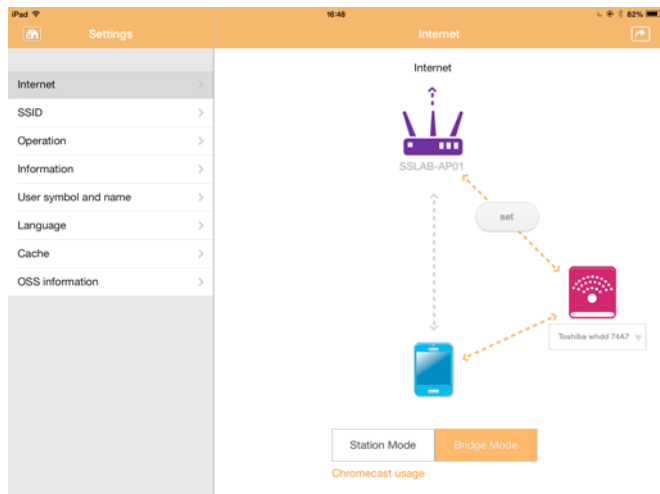 iPad 16:48 82%
Settings
Internet
Internet
SSID
Operation
Information
User symbol and name
Language
Cache
OSS information
Internet
SSLAB-AP01
set
Toshiba whdd 74A7
Station Mode
Bridge Mode
Chromecast usage